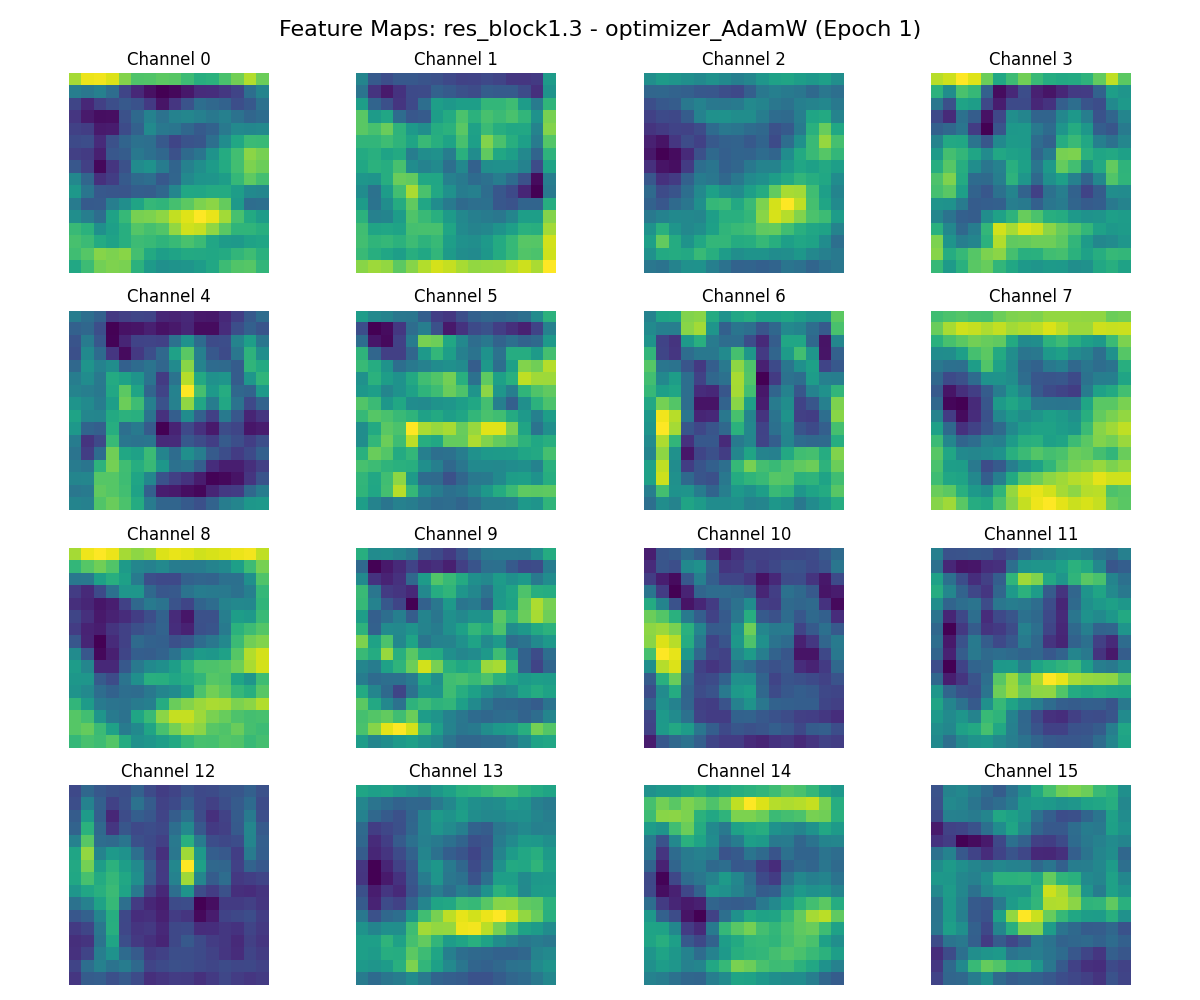 Feature Maps: res_block1.3 - optimizer_AdamW (Epoch 1)
Channel 0
Channel 1
Channel 2
Channel 3
Channel 4
Channel 5
Channel 6
Channel 7
Channel 8
Channel 9
Channel 10
Channel 11
Channel 12
Channel 13
Channel 14
Channel 15